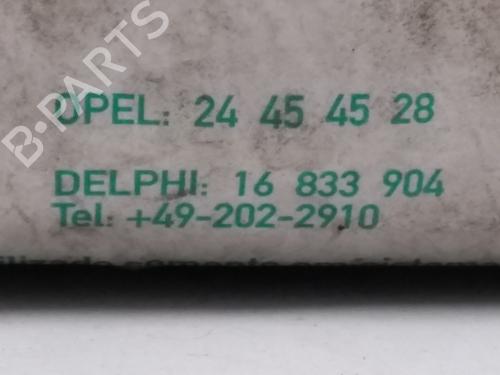 OPEL: 24 45 45 28
DELPHI: 16 833 904
Tel: +49-202-2910
B-PARTS